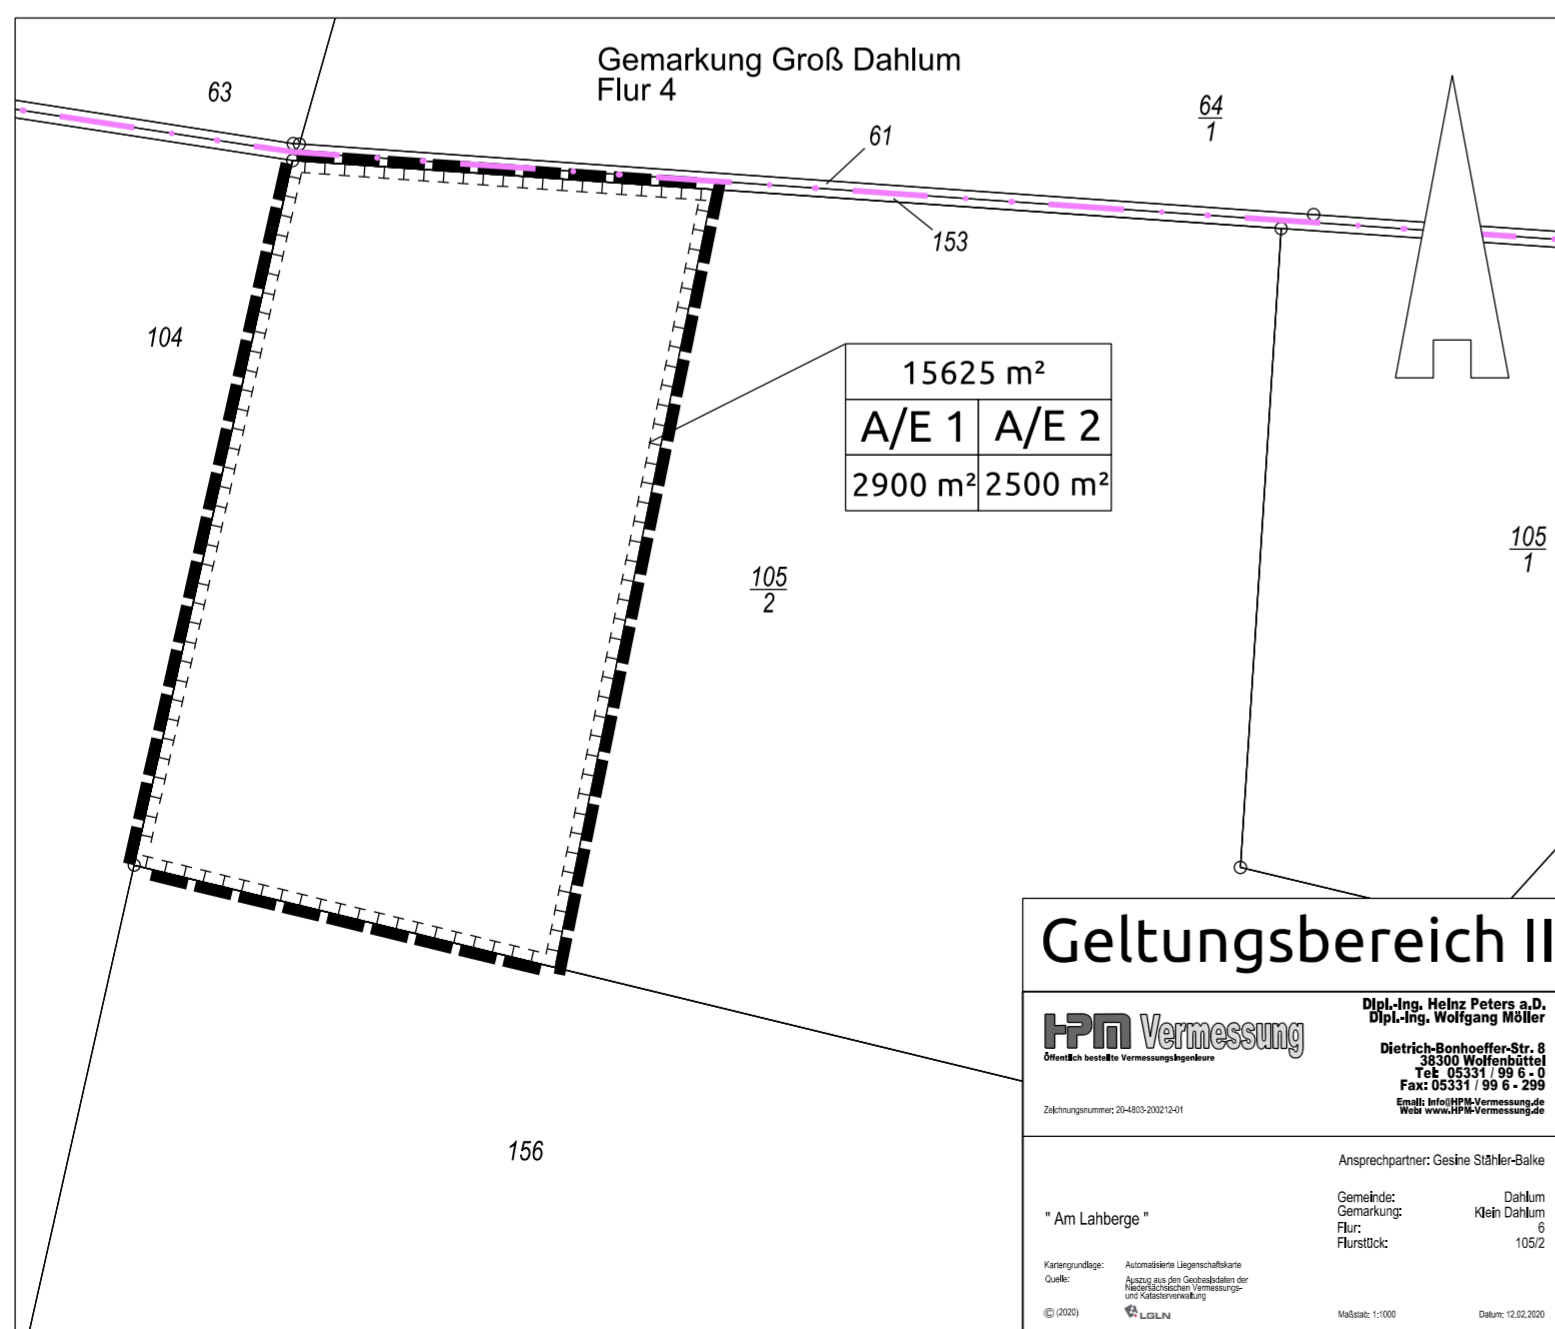 Gemarkung Groß Dahlum
Flur 4
63
64
1
61
153
104
15625 m²
A/E 1 A/E 2
2900 m² 2500 m²
105
2
105
1
156
Geltungsbereich II
HPM Vermessung
Öffentlich bestellte Vermessungsingenieure
Dipl.-Ing. Heinz Peters a.D.
Dipl.-Ing. Wolfgang Möller
Dietrich-Bonhoeffer-Str. 8
38300 Wolfenbüttel
Tel: 05331 / 99 6 - 0
Fax: 05331 / 99 6 - 299
Email: Info@HPM-Vermessung.de
Web: www.HPM-Vermessung.de
Zeichnungsnummer: 20-4803-200212-01
Ansprechpartner: Gesine Stähler-Balke
Gemeinde: Dahlum
Gemarkung: Klein Dahlum
Flur: 6
Flurstück: 105/2
" Am Lahberge "
Kartengrundlage: Automatisierte Liegenschaftskarte
Quelle: Auszug aus den Geobasisdaten der
Niedersächsischen Vermessungs-
und Katasterverwaltung
© (2020) LGLN
Maßstab: 1:1000 Datum: 12.02.2020